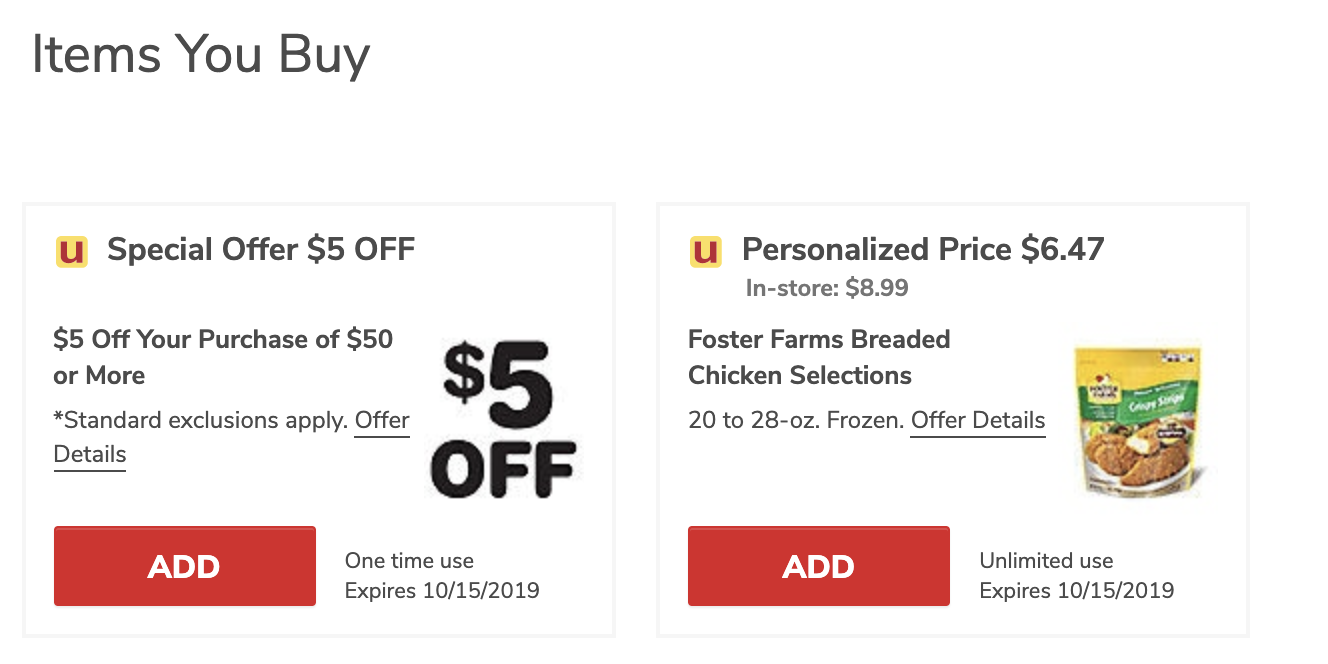 Items You Buy
u Special Offer $5 OFF
$5 Off Your Purchase of $50
or More
*Standard exclusions apply. Offer
Details
$5
OFF
ADD
One time use
Expires 10/15/2019
u Personalized Price $6.47
In-store: $8.99
Foster Farms Breaded
Chicken Selections
20 to 28-oz. Frozen. Offer Details
FOSTER
FARMS
Crispy Strips
ADD
Unlimited use
Expires 10/15/2019